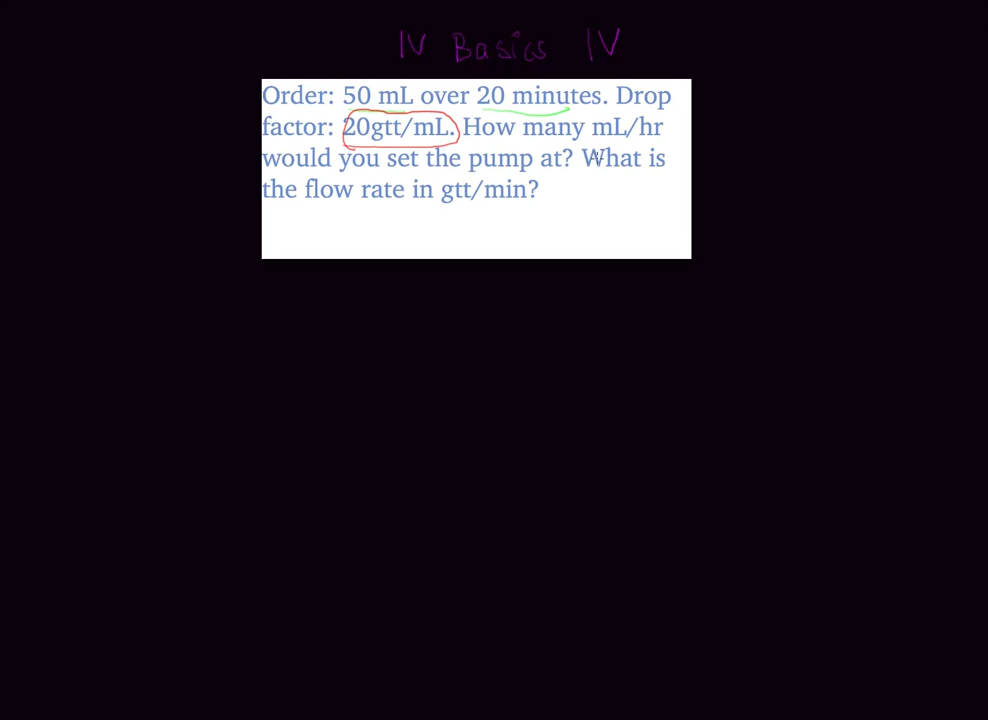 IV Basics IV
Order: 50 mL over 20 minutes. Drop
factor: 20gtt/mL. How many mL/hr
would you set the pump at? What is
the flow rate in gtt/min?